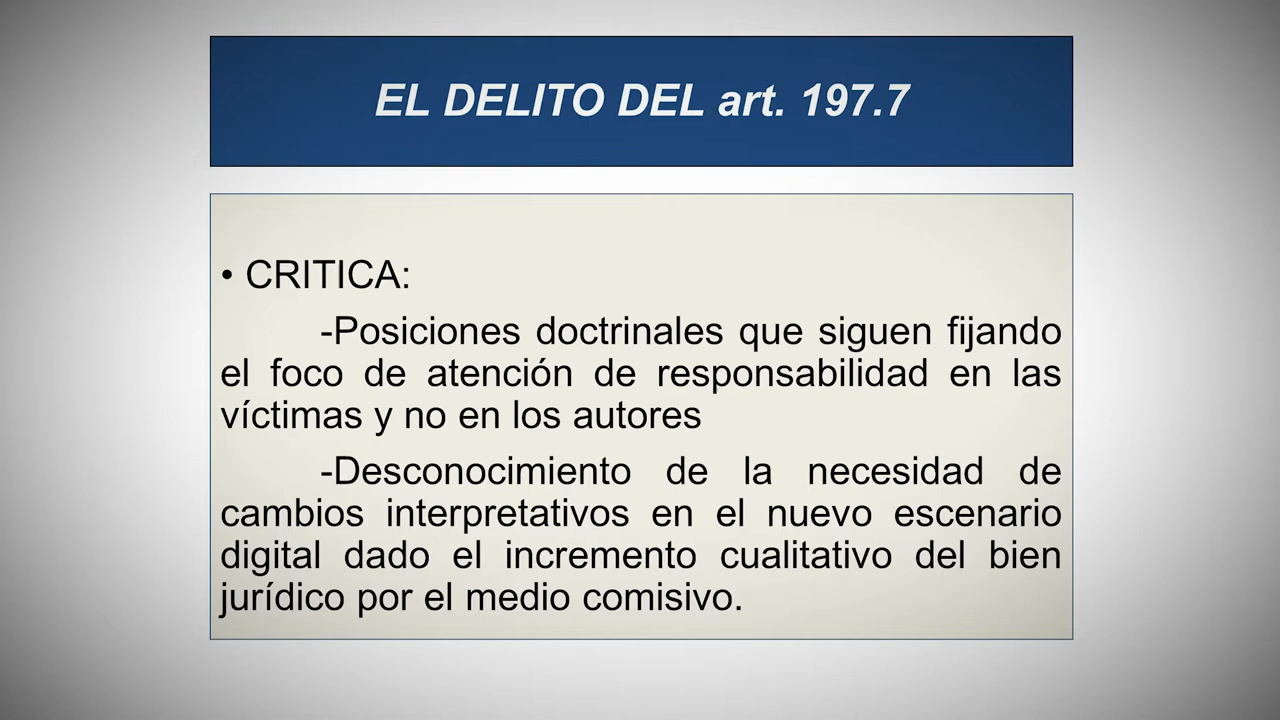 EL DELITO DEL art. 197.7
• CRITICA:
-Posiciones doctrinales que siguen fijando
el foco de atención de responsabilidad en las
víctimas y no en los autores
-Desconocimiento de la necesidad de
cambios interpretativos en el nuevo escenario
digital dado el incremento cualitativo del bien
jurídico por el medio comisivo.